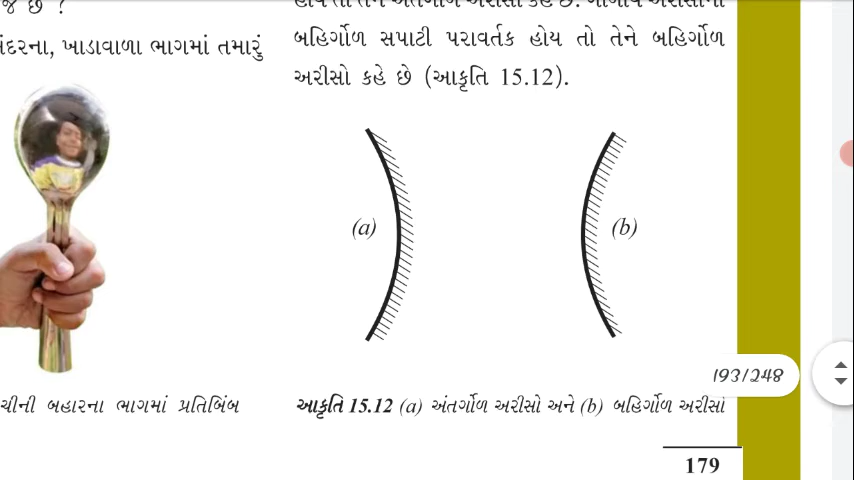 જ છે ?
દરના, ખાડાવાળા ભાગમાં તમારું
બહિર્ગોળ સપાટી પરાવર્તક હોય તો તેને બહિર્ગોળ
અરીસો કહે છે (આકૃતિ 15.12).
(a)
(b)
ચીની બહારના ભાગમાં પ્રતિબિંબ
આકૃતિ 15.12 (a) અંતર્ગોળ અરીસો અને (b) બહિર્ગોળ અરીસો
193/248
179